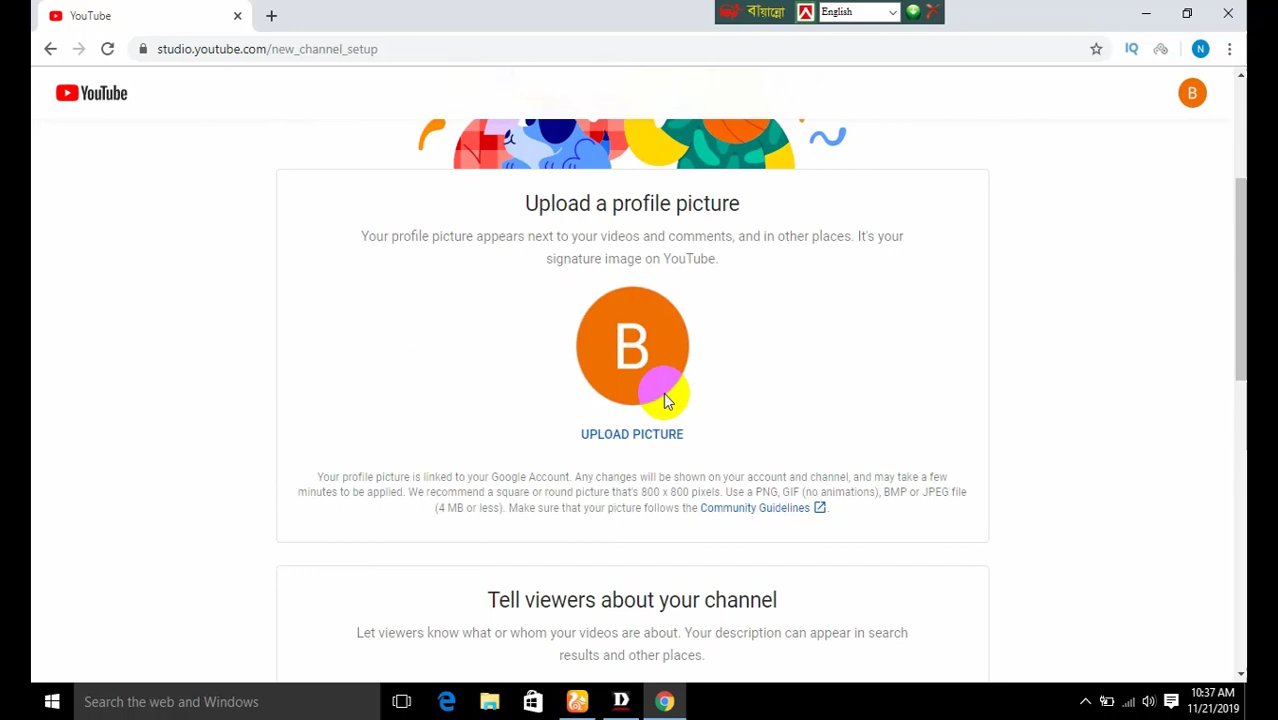 YouTube
বায়ান্নো
English
studio.youtube.com/new_channel_setup
IQ
N
YouTube
B
Upload a profile picture
Your profile picture appears next to your videos and comments, and in other places. It's your
signature image on YouTube.
B
UPLOAD PICTURE
Your profile picture is linked to your Google Account. Any changes will be shown on your account and channel, and may take a few
minutes to be applied. We recommend a square or round picture that's 800 x 800 pixels. Use a PNG, GIF (no animations), BMP or JPEG file
(4 MB or less). Make sure that your picture follows the Community Guidelines.
Tell viewers about your channel
Let viewers know what or whom your videos are about. Your description can appear in search
results and other places.
Search the web and Windows
10:37 AM
11/21/2019